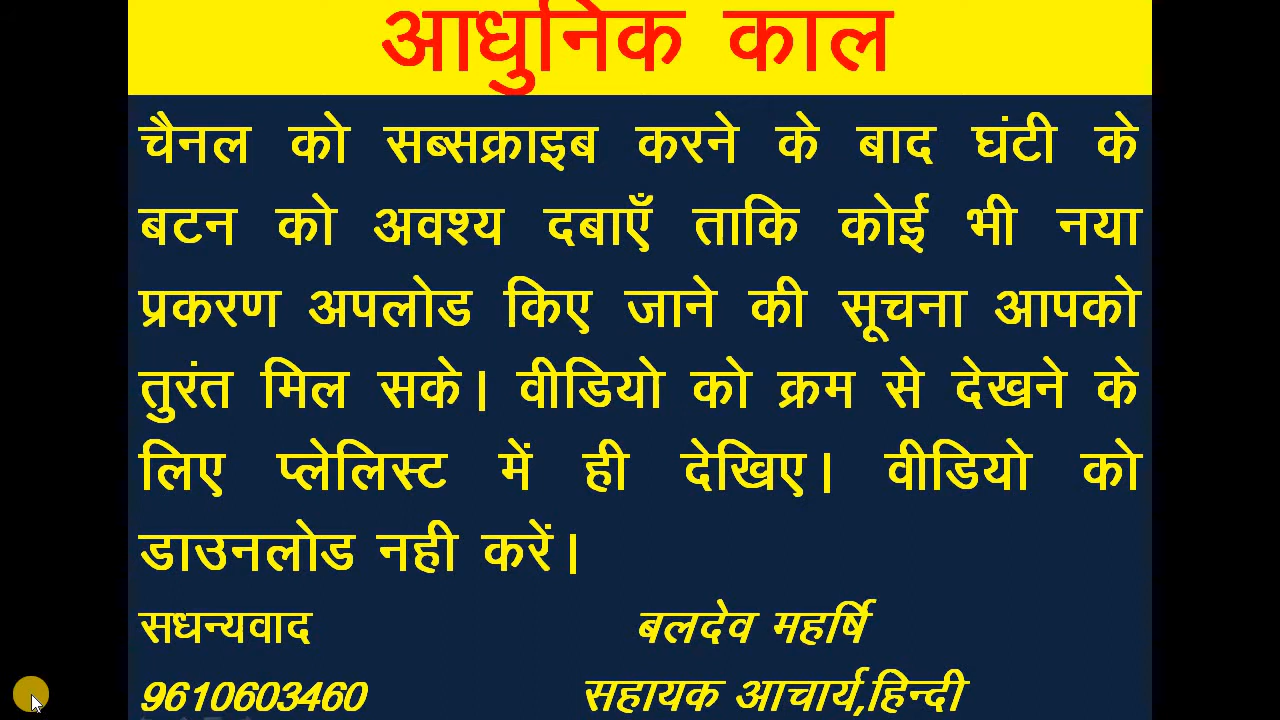 आधुनिक काल
चैनल को सब्सक्राइब करने के बाद घंटी के
बटन को अवश्य दबाएँ ताकि कोई भी नया
प्रकरण अपलोड किए जाने की सूचना आपको
तुरंत मिल सके। वीडियो को क्रम से देखने के
लिए प्लेलिस्ट में ही देखिए। वीडियो को
डाउनलोड नही करें।
सधन्यवाद बलदेव महर्षि
9610603460 सहायक आचार्य,हिन्दी